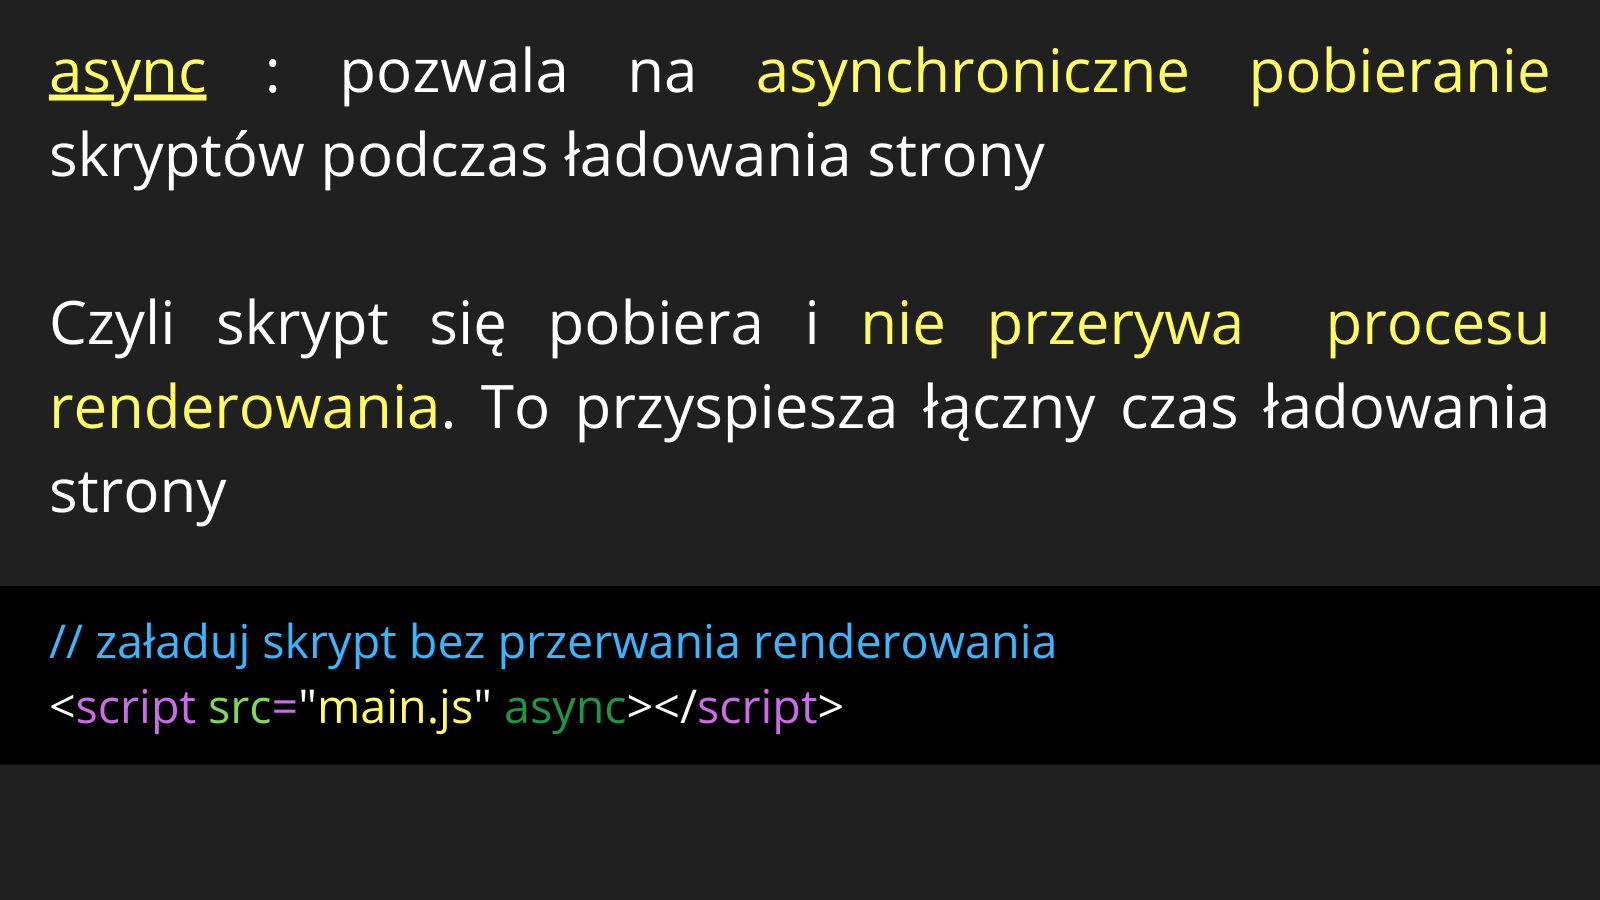 async : pozwala na asynchroniczne pobieranie
skryptów podczas ładowania strony
Czyli skrypt się pobiera i nie przerywa procesu
renderowania. To przyspiesza łączny czas ładowania
strony
// załaduj skrypt bez przerwania renderowania
<script src="main.js" async></script>